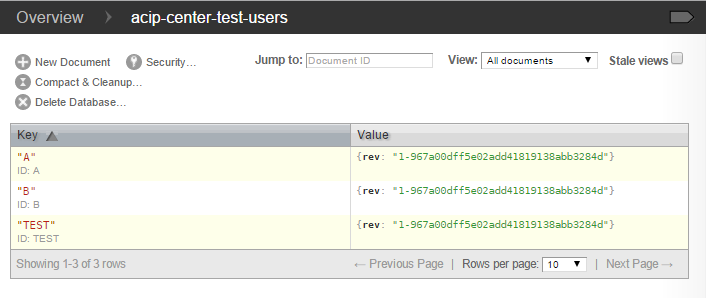 Overview acip-center-test-users
New Document Security… Jump to: Document ID View: All documents Stale views
Compact & Cleanup…
Delete Database…
Key Value
"A" {rev: "1-967a00dff5e02add41819138abb3284d"}
ID: A
"B" {rev: "1-967a00dff5e02add41819138abb3284d"}
ID: B
"TEST" {rev: "1-967a00dff5e02add41819138abb3284d"}
ID: TEST
Showing 1-3 of 3 rows ← Previous Page | Rows per page: 10 | Next Page →